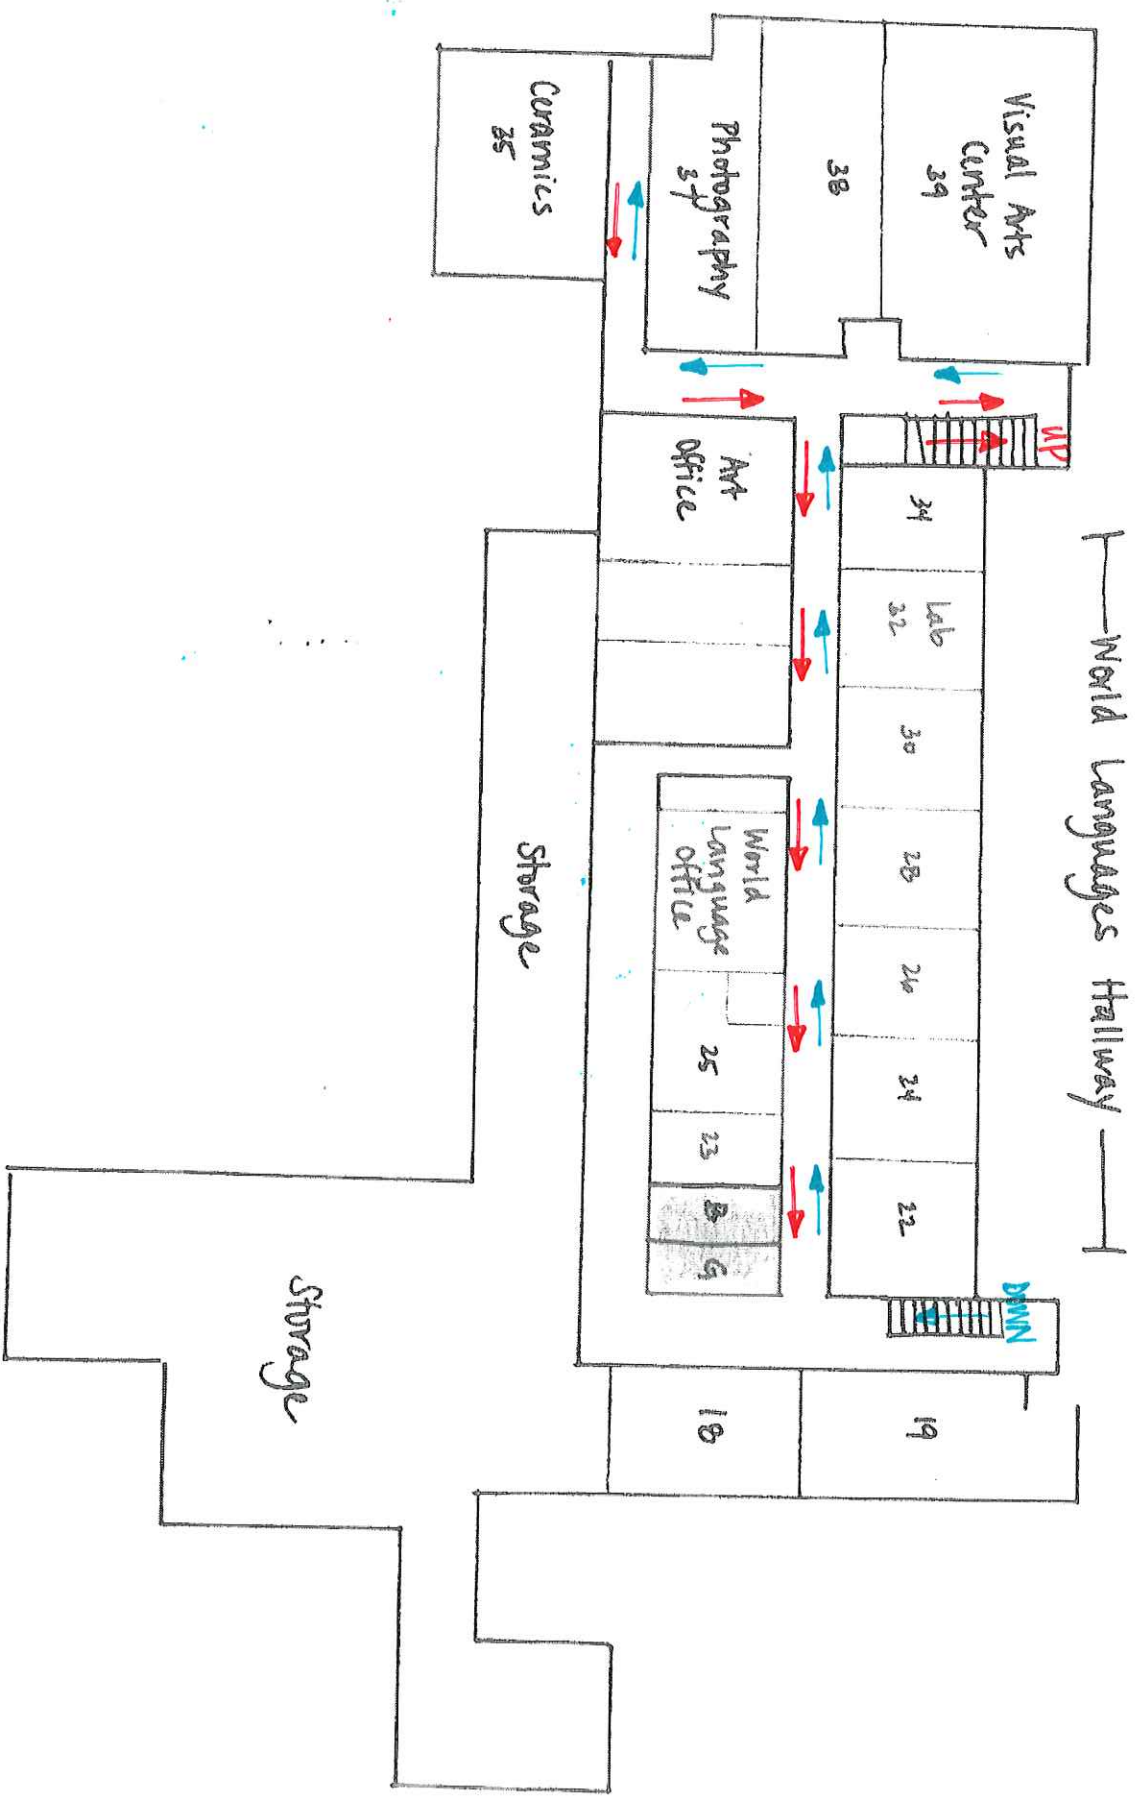 World Languages Hallway
Visual Arts
Center
39
38
Photography
37
Ceramics
35
UP
Art
Office
34
Lab
32
30
28
26
24
22
DOWN
World
Language
Office
25
23
B
G
19
18
Storage
Storage